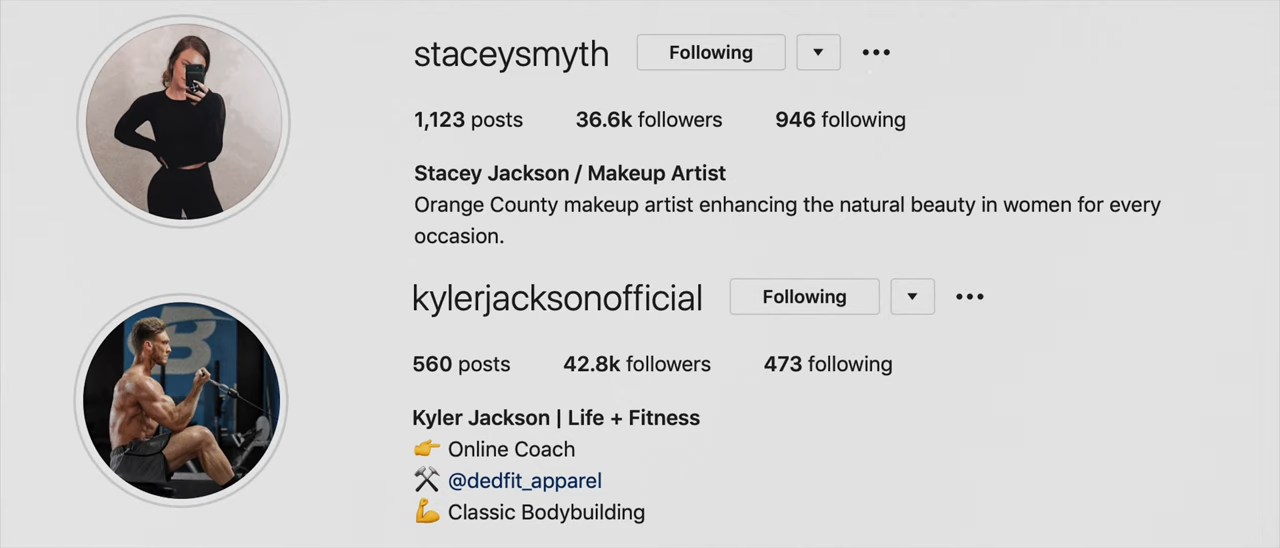 staceysmyth Following ▼ •••
1,123 posts 36.6k followers 946 following
Stacey Jackson / Makeup Artist
Orange County makeup artist enhancing the natural beauty in women for every
occasion.
kylerjacksonofficial Following ▼ •••
560 posts 42.8k followers 473 following
Kyler Jackson | Life + Fitness
👉 Online Coach
⚒ @dedfit_apparel
💪 Classic Bodybuilding
B